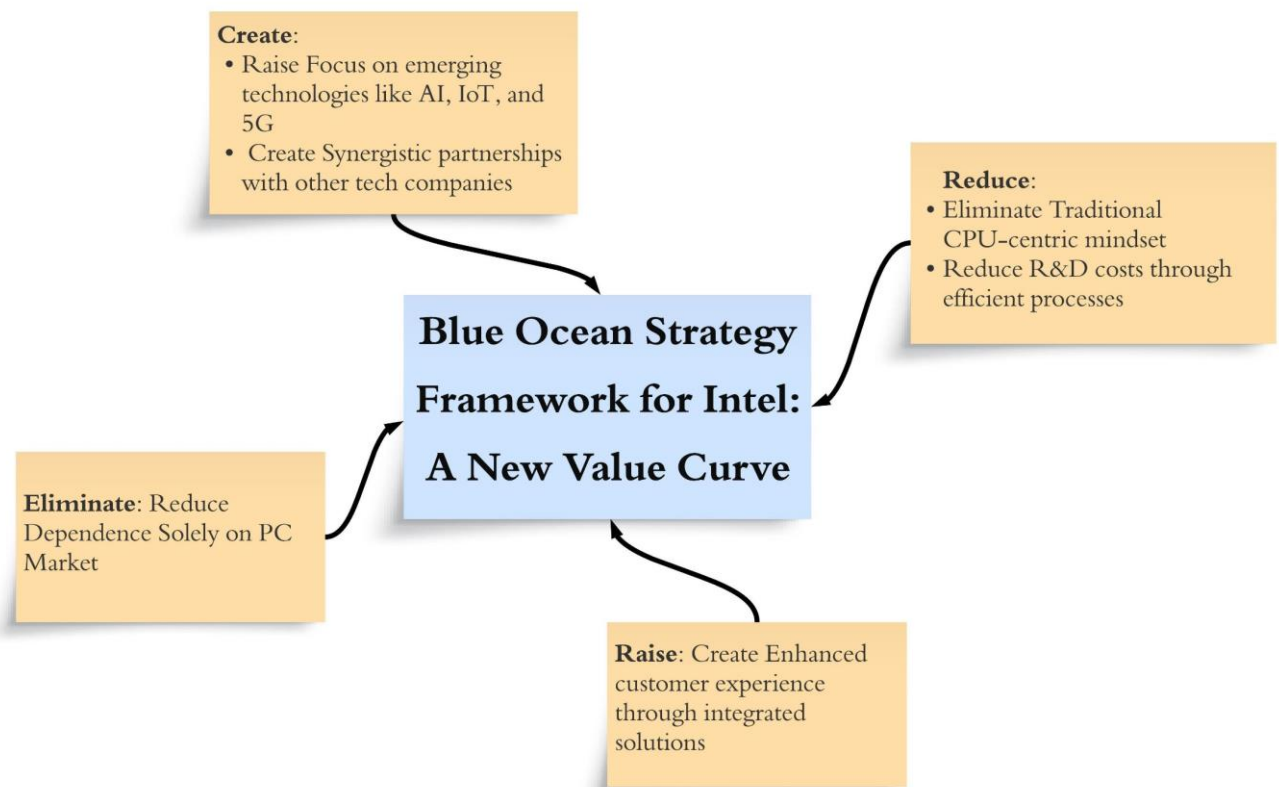 Create:
• Raise Focus on emerging
technologies like AI, IoT, and
5G
• Create Synergistic partnerships
with other tech companies
Reduce:
• Eliminate Traditional
CPU-centric mindset
• Reduce R&D costs through
efficient processes
Blue Ocean Strategy
Framework for Intel:
A New Value Curve
Eliminate: Reduce
Dependence Solely on PC
Market
Raise: Create Enhanced
customer experience
through integrated
solutions